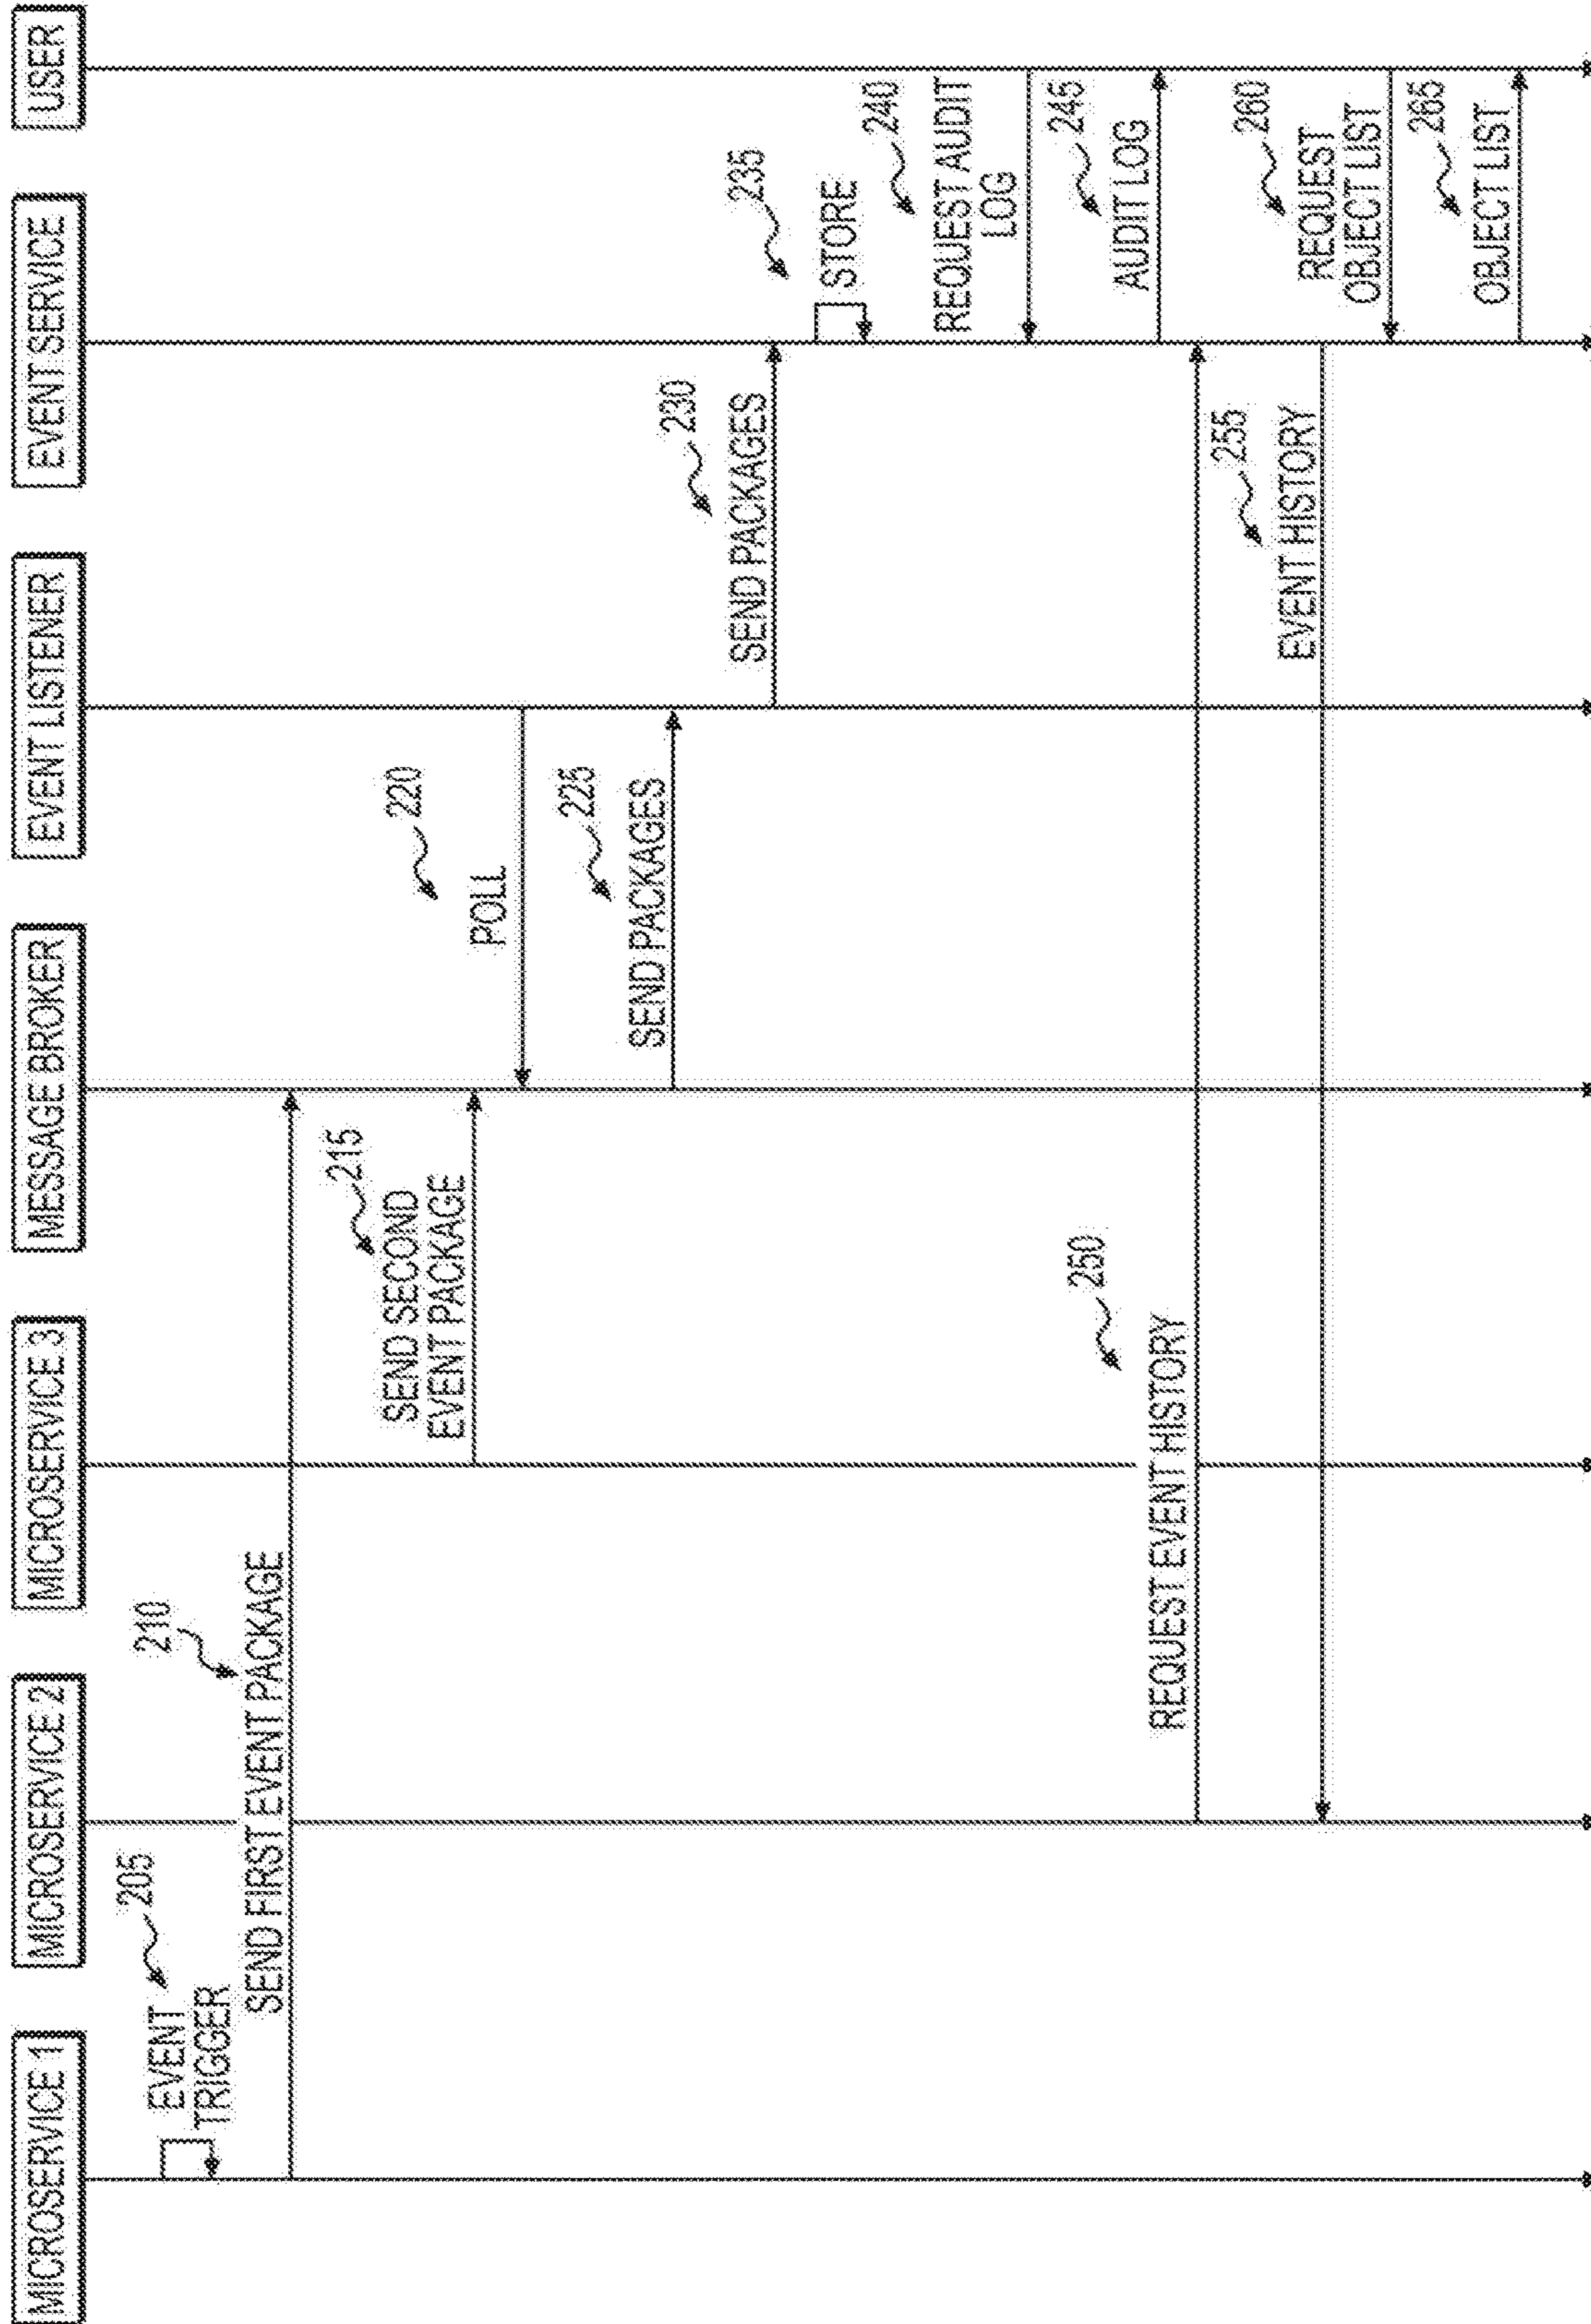 MICROSERVICE 1
MICROSERVICE 2
MICROSERVICE 3
MESSAGE BROKER
EVENT LISTENER
EVENT SERVICE
USER
EVENT
TRIGGER
205
210
SEND FIRST EVENT PACKAGE
215
SEND SECOND
EVENT PACKAGE
220
POLL
225
SEND PACKAGES
230
SEND PACKAGES
235
STORE
240
REQUEST AUDIT
LOG
245
AUDIT LOG
250
REQUEST EVENT HISTORY
255
EVENT HISTORY
260
REQUEST
OBJECT LIST
265
OBJECT LIST